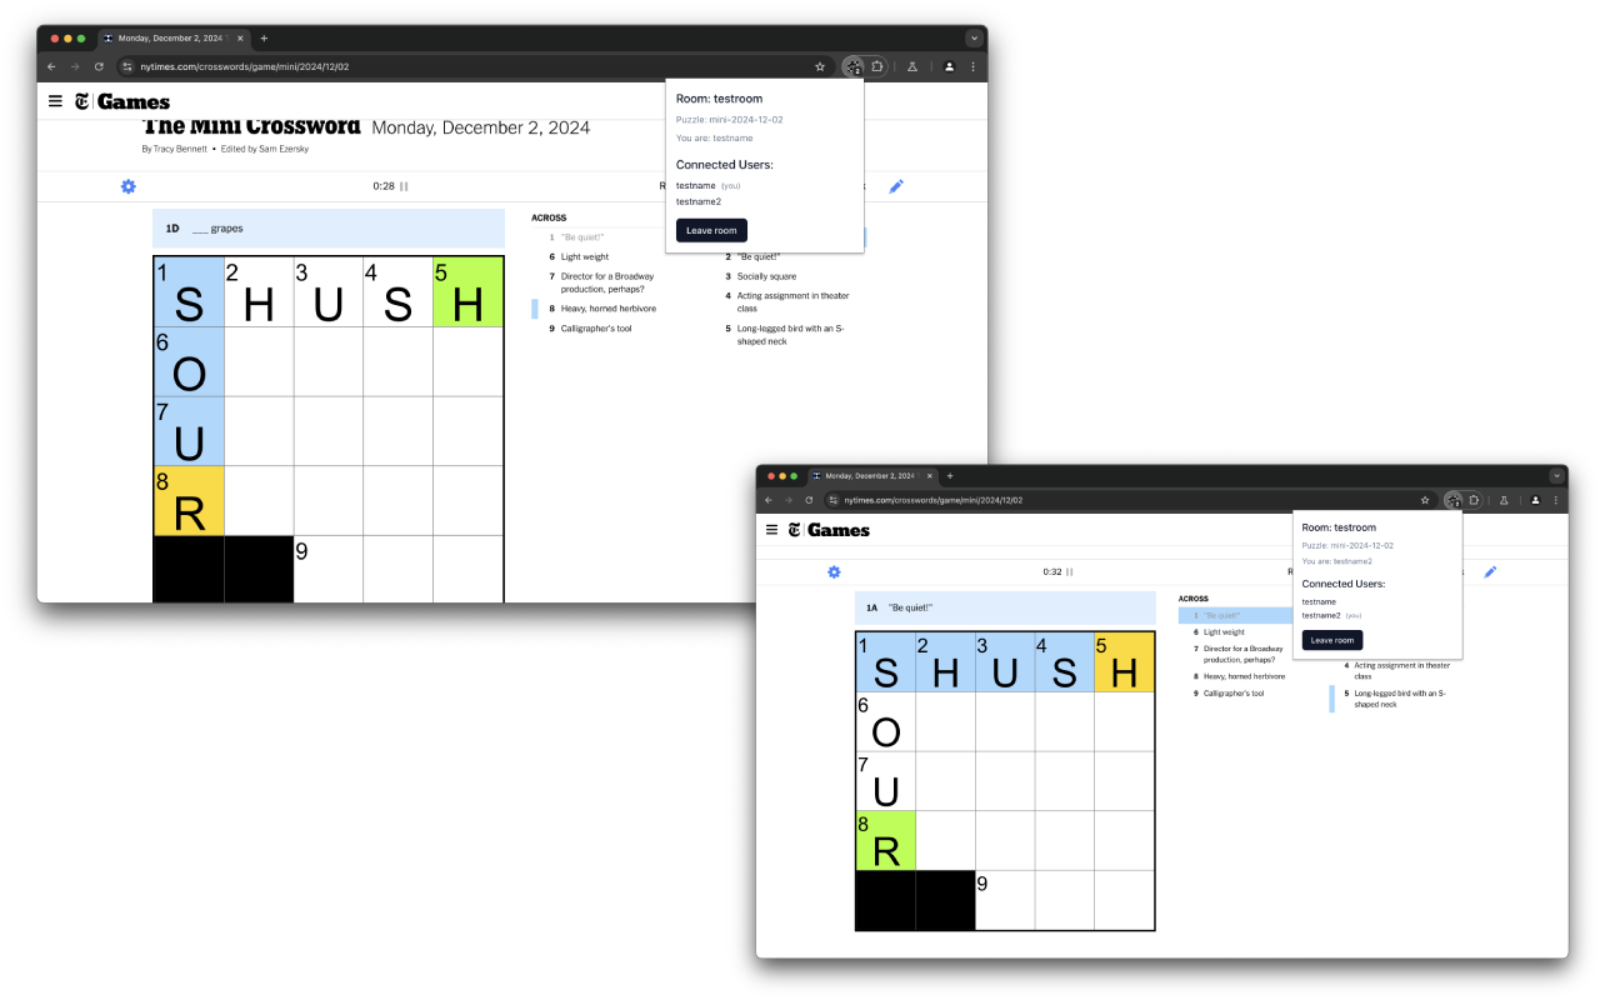 Monday, December 2, 2024
nytimes.com/crosswords/game/mini/2024/12/02
2
Games
The Mini Crossword Monday, December 2, 2024
By Tracy Bennett • Edited by Sam Ezersky
0:28
R
Room: testroom
Puzzle: mini-2024-12-02
You are: testname
Connected Users:
testname (you)
testname2
Leave room
1D ___ grapes
1 2 3 4 5
S H U S H
6
O
7
U
8
R
9
ACROSS
1 "Be quiet!"
6 Light weight
7 Director for a Broadway
production, perhaps?
8 Heavy, horned herbivore
9 Calligrapher's tool
2 "Be quiet!"
3 Socially square
4 Acting assignment in theater
class
5 Long-legged bird with an S-
shaped neck
Monday, December 2, 2024
nytimes.com/crosswords/game/mini/2024/12/02
2
Games
0:32
R
Room: testroom
Puzzle: mini-2024-12-02
You are: testname2
Connected Users:
testname
testname2 (you)
Leave room
1A "Be quiet!"
1 2 3 4 5
S H U S H
6
O
7
U
8
R
9
ACROSS
1 "Be quiet!"
6 Light weight
7 Director for a Broadway
production, perhaps?
8 Heavy, horned herbivore
9 Calligrapher's tool
4 Acting assignment in theater
class
5 Long-legged bird with an S-
shaped neck